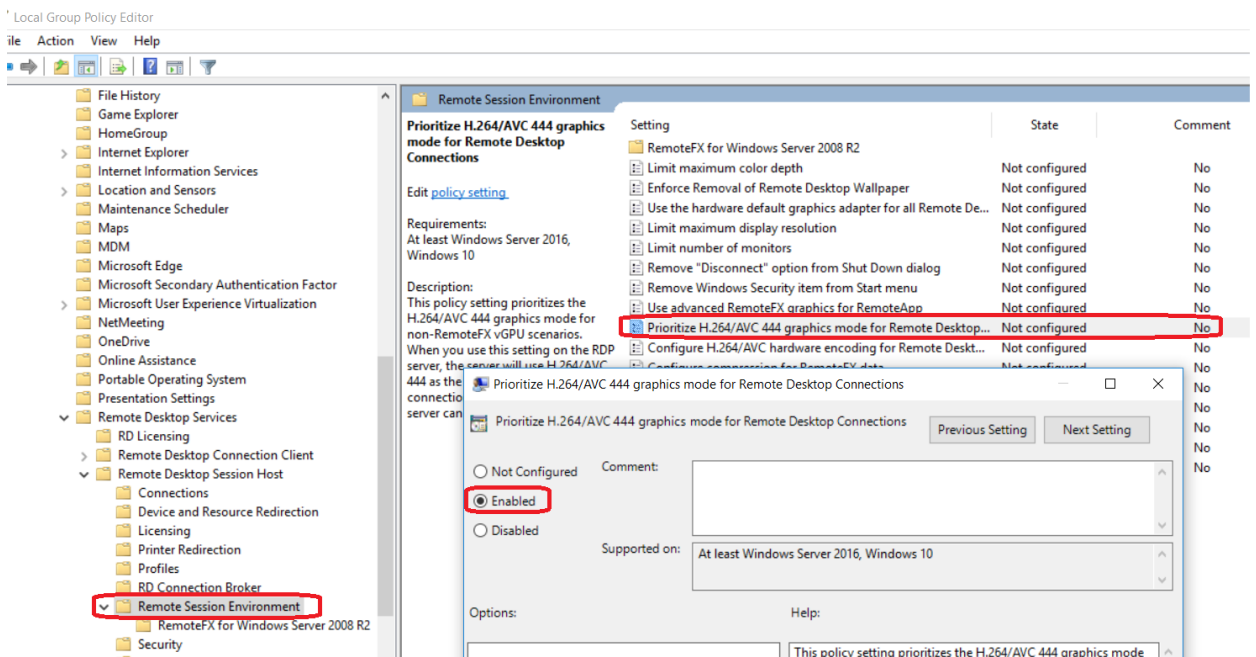 Local Group Policy Editor
File Action View Help
File History
Game Explorer
HomeGroup
Internet Explorer
Internet Information Services
Location and Sensors
Maintenance Scheduler
Maps
MDM
Microsoft Edge
Microsoft Secondary Authentication Factor
Microsoft User Experience Virtualization
NetMeeting
OneDrive
Online Assistance
Portable Operating System
Presentation Settings
Remote Desktop Services
RD Licensing
Remote Desktop Connection Client
Remote Desktop Session Host
Connections
Device and Resource Redirection
Licensing
Printer Redirection
Profiles
RD Connection Broker
Remote Session Environment
RemoteFX for Windows Server 2008 R2
Security
Remote Session Environment
Prioritize H.264/AVC 444 graphics
mode for Remote Desktop
Connections
Edit policy setting
Requirements:
At least Windows Server 2016,
Windows 10
Description:
This policy setting prioritizes the
H.264/AVC 444 graphics mode for
non-RemoteFX vGPU scenarios.
When you use this setting on the RDP
server, the server will use H.264/AVC
444 as the
connectio
server can
Setting State Comment
RemoteFX for Windows Server 2008 R2
Limit maximum color depth Not configured No
Enforce Removal of Remote Desktop Wallpaper Not configured No
Use the hardware default graphics adapter for all Remote De... Not configured No
Limit maximum display resolution Not configured No
Limit number of monitors Not configured No
Remove "Disconnect" option from Shut Down dialog Not configured No
Remove Windows Security item from Start menu Not configured No
Use advanced RemoteFX graphics for RemoteApp Not configured No
Prioritize H.264/AVC 444 graphics mode for Remote Desktop... Not configured No
Configure H.264/AVC hardware encoding for Remote Deskt... Not configured No
Configure compression for RemoteFX data Not configured No
No
No
No
No
No
Prioritize H.264/AVC 444 graphics mode for Remote Desktop Connections
Prioritize H.264/AVC 444 graphics mode for Remote Desktop Connections
Previous Setting Next Setting
Not Configured Comment:
Enabled
Disabled
Supported on: At least Windows Server 2016, Windows 10
Options: Help:
This policy setting prioritizes the H.264/AVC 444 graphics mode